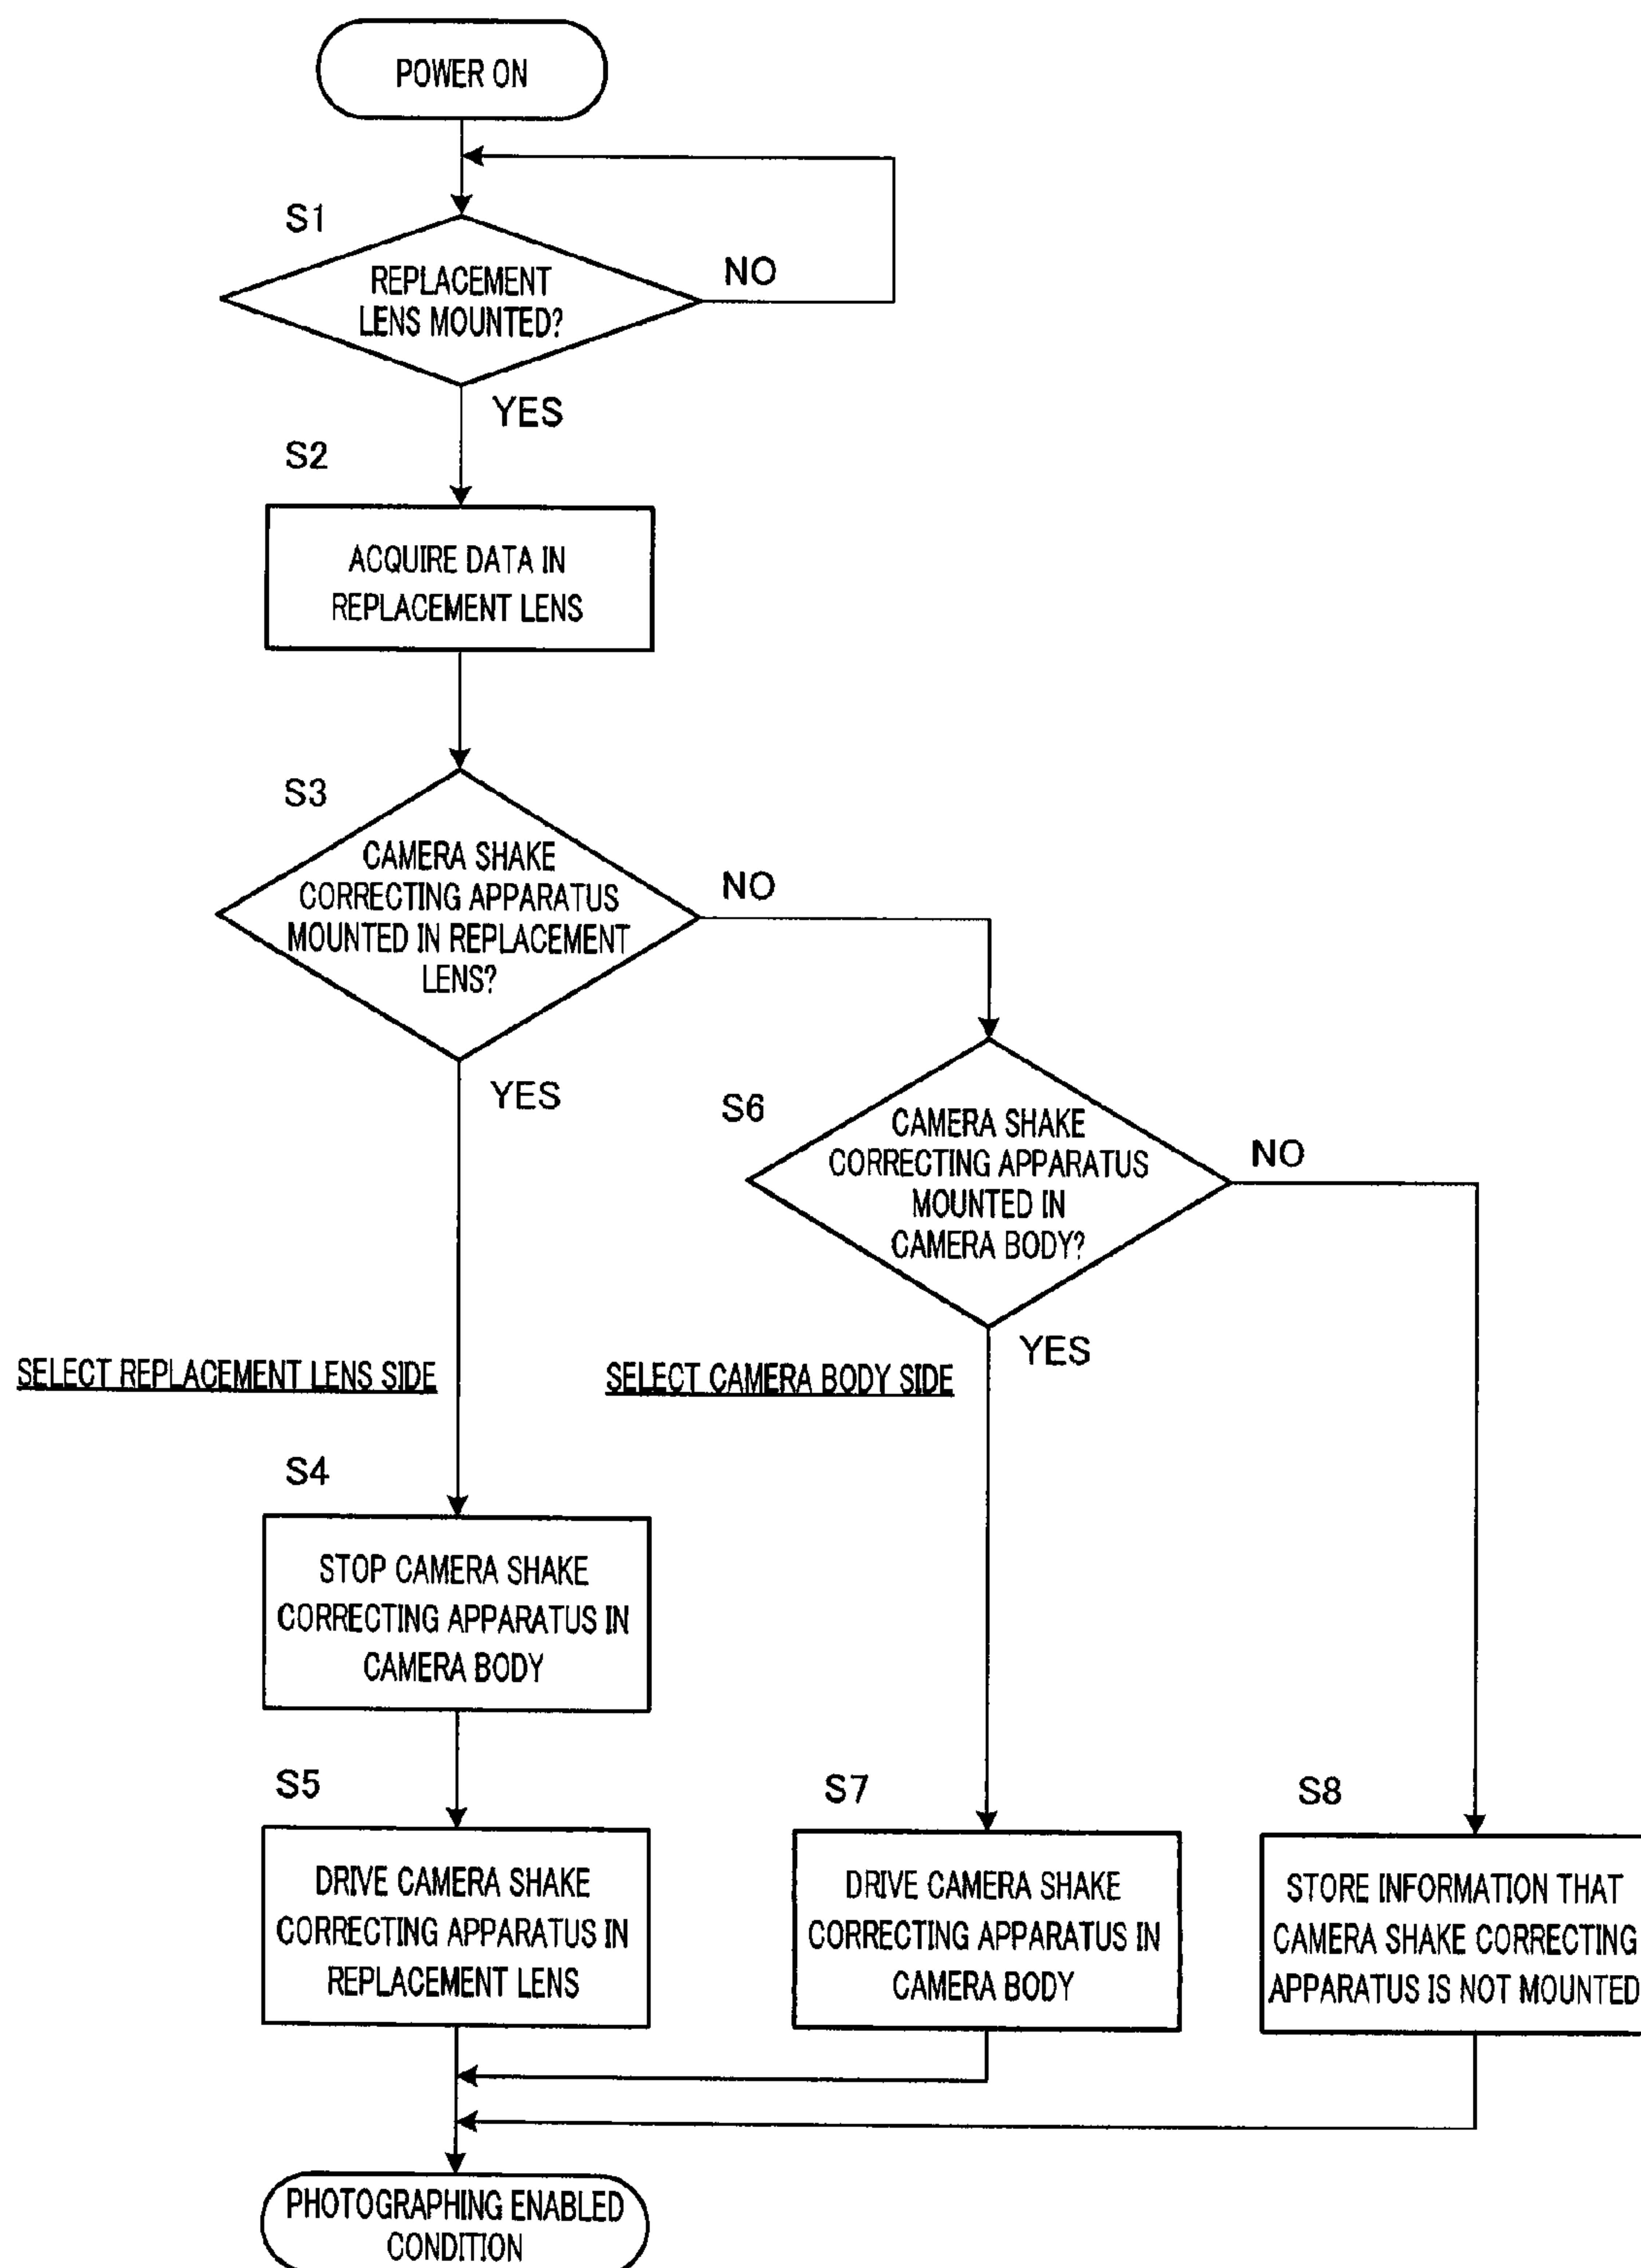 POWER ON
S1
REPLACEMENT
LENS MOUNTED?
NO
YES
S2
ACQUIRE DATA IN
REPLACEMENT LENS
S3
CAMERA SHAKE
CORRECTING APPARATUS
MOUNTED IN REPLACEMENT
LENS?
NO
YES
S6
CAMERA SHAKE
CORRECTING APPARATUS
MOUNTED IN
CAMERA BODY?
NO
YES
SELECT REPLACEMENT LENS SIDE
SELECT CAMERA BODY SIDE
S4
STOP CAMERA SHAKE
CORRECTING APPARATUS IN
CAMERA BODY
S5
DRIVE CAMERA SHAKE
CORRECTING APPARATUS IN
REPLACEMENT LENS
S7
DRIVE CAMERA SHAKE
CORRECTING APPARATUS IN
CAMERA BODY
S8
STORE INFORMATION THAT
CAMERA SHAKE CORRECTING
APPARATUS IS NOT MOUNTED
PHOTOGRAPHING ENABLED
CONDITION